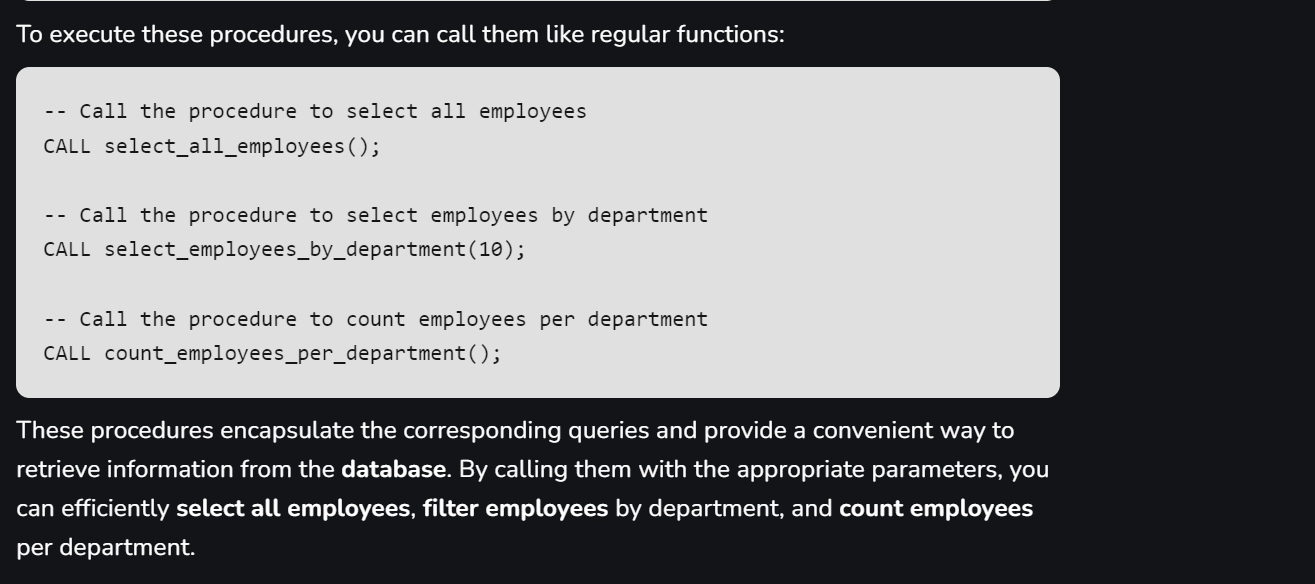 To execute these procedures, you can call them like regular functions:
-- Call the procedure to select all employees
CALL select_all_employees();
-- Call the procedure to select employees by department
CALL select_employees_by_department(10);
-- Call the procedure to count employees per department
CALL count_employees_per_department();
These procedures encapsulate the corresponding queries and provide a convenient way to
retrieve information from the database. By calling them with the appropriate parameters, you
can efficiently select all employees, filter employees by department, and count employees
per department.